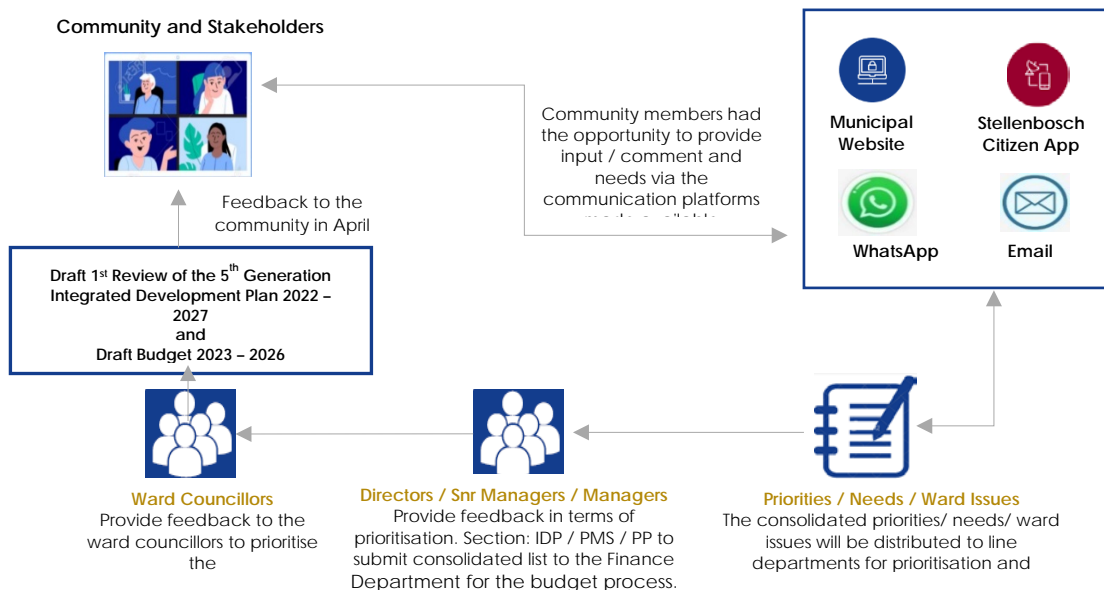 Community and Stakeholders
Community members had
the opportunity to provide
input / comment and
needs via the
communication platforms
Municipal
Website
Stellenbosch
Citizen App
WhatsApp
Email
Feedback to the
community in April
Draft 1st Review of the 5th Generation
Integrated Development Plan 2022 –
2027
and
Draft Budget 2023 – 2026
Ward Councillors
Provide feedback to the
ward councillors to prioritise
the
Directors / Snr Managers / Managers
Provide feedback in terms of
prioritisation. Section: IDP / PMS / PP to
submit consolidated list to the Finance
Department for the budget process.
Priorities / Needs / Ward Issues
The consolidated priorities/ needs/ ward
issues will be distributed to line
departments for prioritisation and